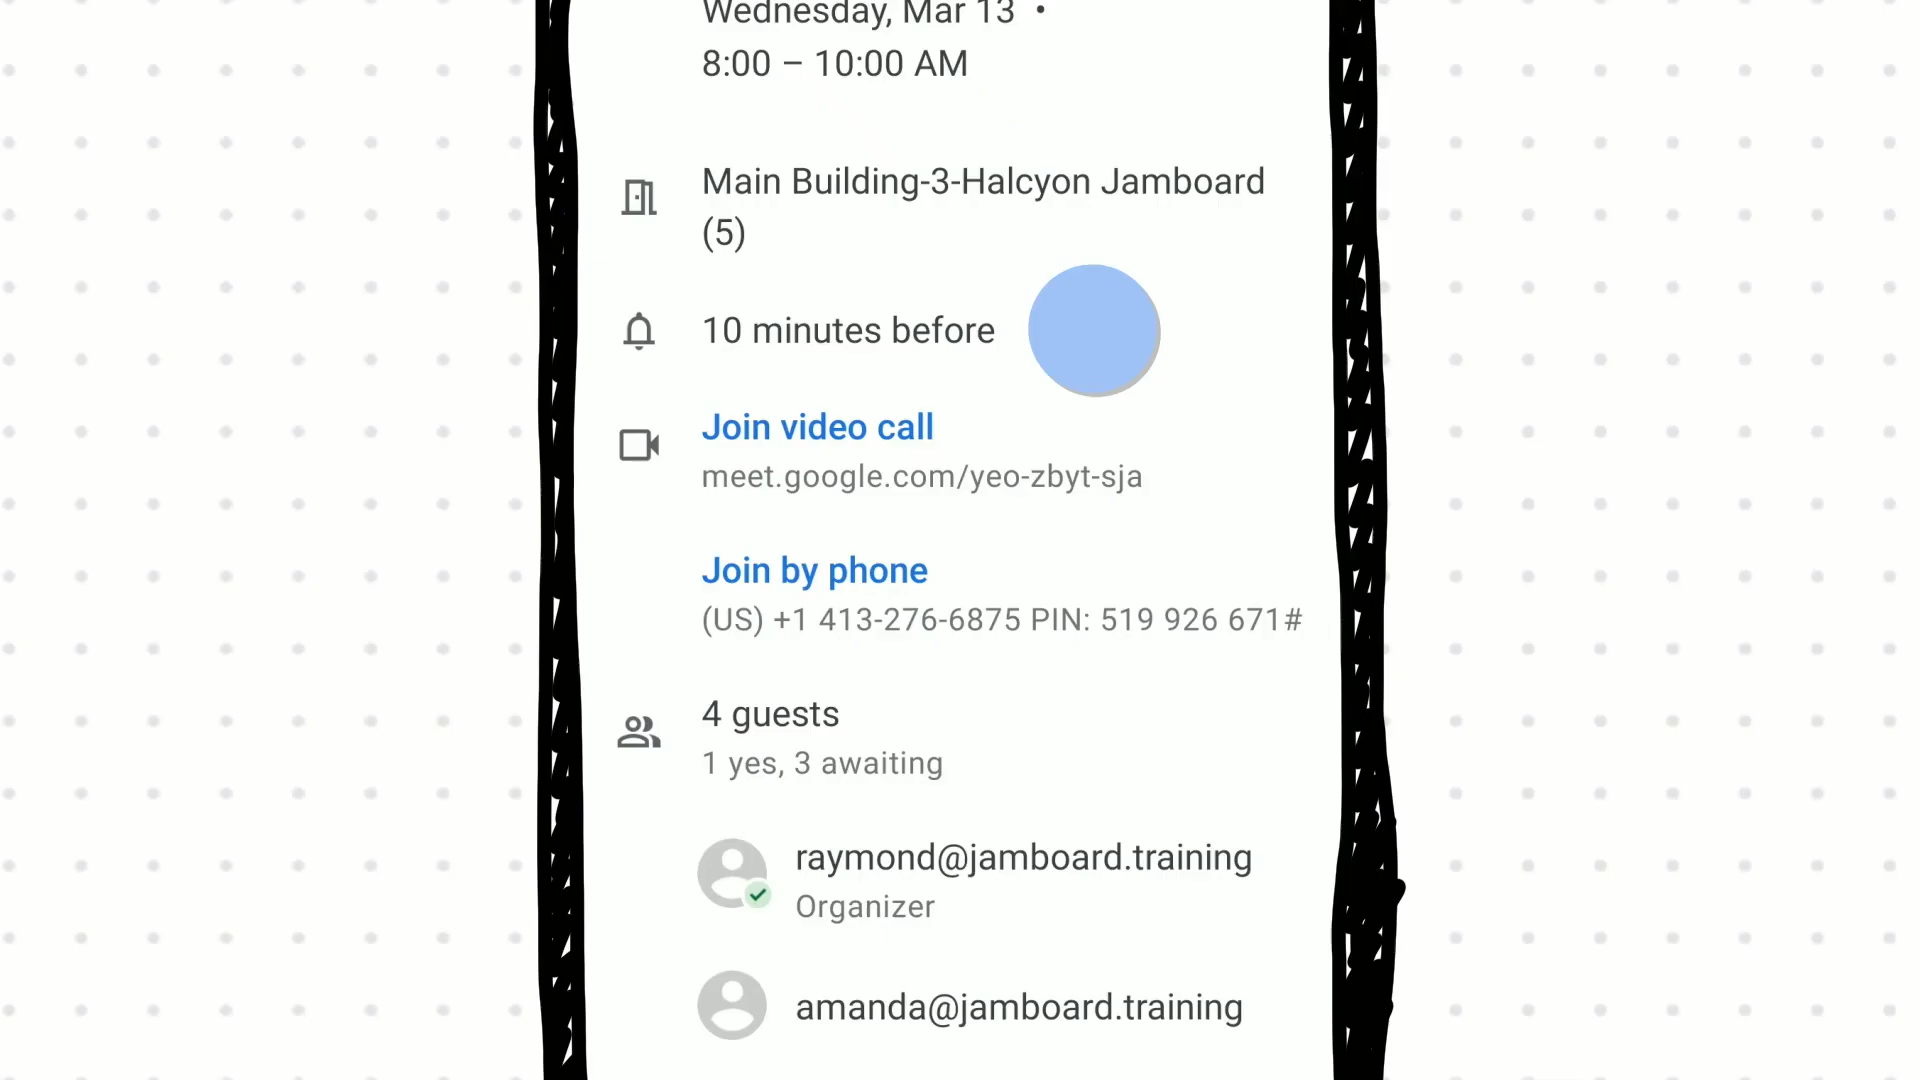 Wednesday, Mar 13 •
8:00 – 10:00 AM
Main Building-3-Halcyon Jamboard
(5)
10 minutes before
Join video call
meet.google.com/yeo-zbyt-sja
Join by phone
(US) +1 413-276-6875 PIN: 519 926 671#
4 guests
1 yes, 3 awaiting
raymond@jamboard.training
Organizer
amanda@jamboard.training